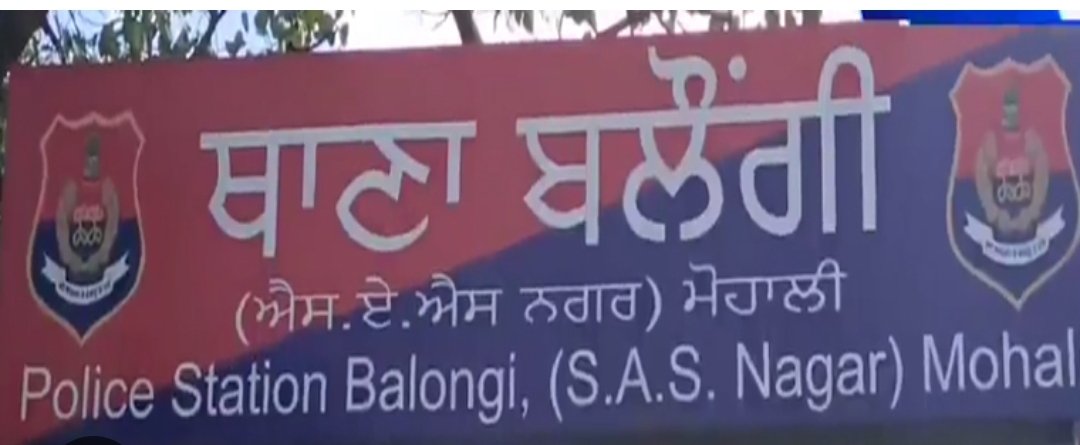 ਥਾਣਾ ਬਲੌਂਗੀ
(ਐਸ.ਏ.ਐਸ ਨਗਰ) ਮੋਹਾਲੀ
Police Station Balongi, (S.A.S. Nagar) Mohal